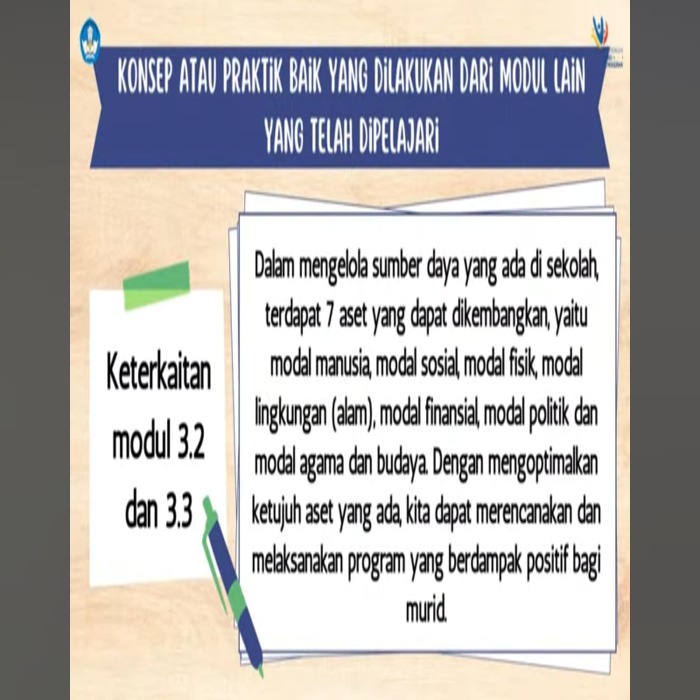 KONSEP ATAU PRAKTIK BAIK YANG DILAKUKAN DARI MODUL LAIN
YANG TELAH DIPELAJARI
Keterkaitan
modul 3.2
dan 3.3
Dalam mengelola sumber daya yang ada di sekolah,
terdapat 7 aset yang dapat dikembangkan, yaitu
modal manusia, modal sosial, modal fisik, modal
lingkungan (alam), modal finansial, modal politik dan
modal agama dan budaya. Dengan mengoptimalkan
ketujuh aset yang ada, kita dapat merencanakan dan
melaksanakan program yang berdampak positif bagi
murid.